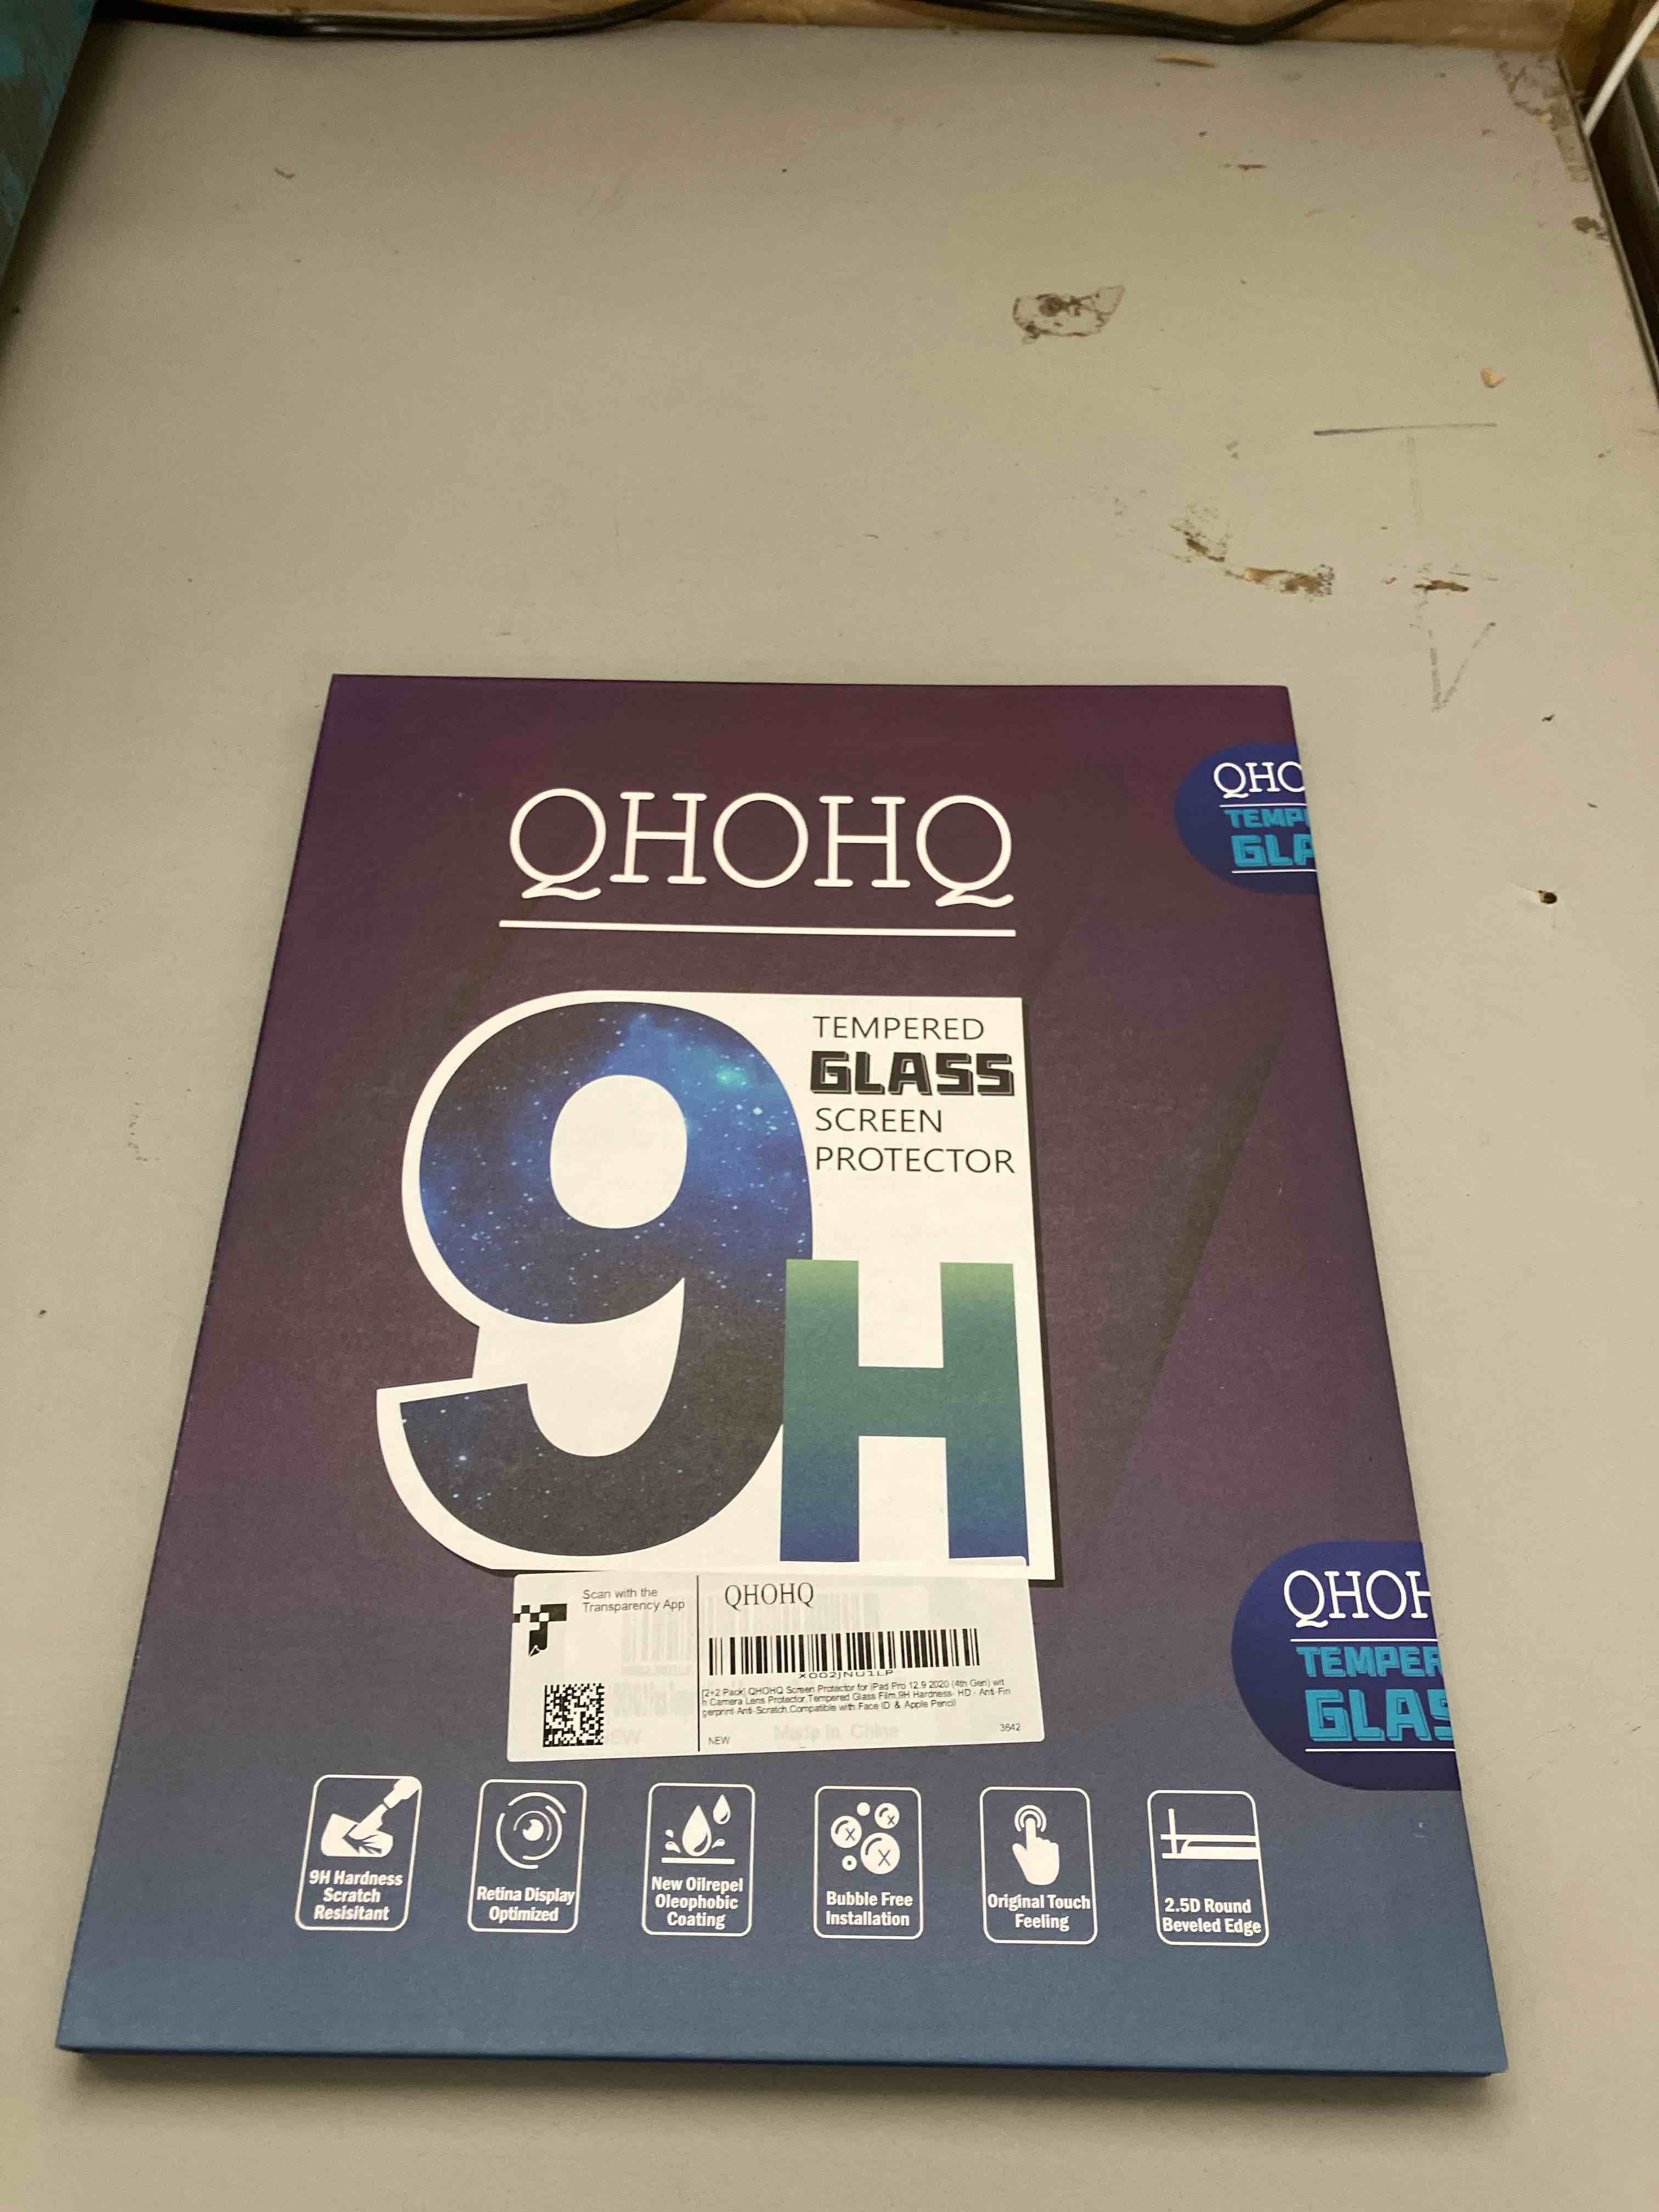 QHOHQ
QHO
TEMP
GLA
TEMPERED
GLASS
SCREEN
PROTECTOR
9H
Scan with the
Transparency App
QHOHQ
X002JNU1LP
[2+2 Pack] QHOHQ Screen Protector for iPad Pro 12.9 2020 (4th Gen) wit
h Camera Lens Protector,Tempered Glass Film,9H Hardness- HD - Anti-Fin
gerprint-Anti-Scratch,Compatible with Face ID & Apple Pencil
NEW
Made in China
3642
QHOH
TEMPER
GLAS
9H Hardness
Scratch
Resisitant
Retina Display
Optimized
New Oilrepel
Oleophobic
Coating
Bubble Free
Installation
Original Touch
Feeling
2.5D Round
Beveled Edge